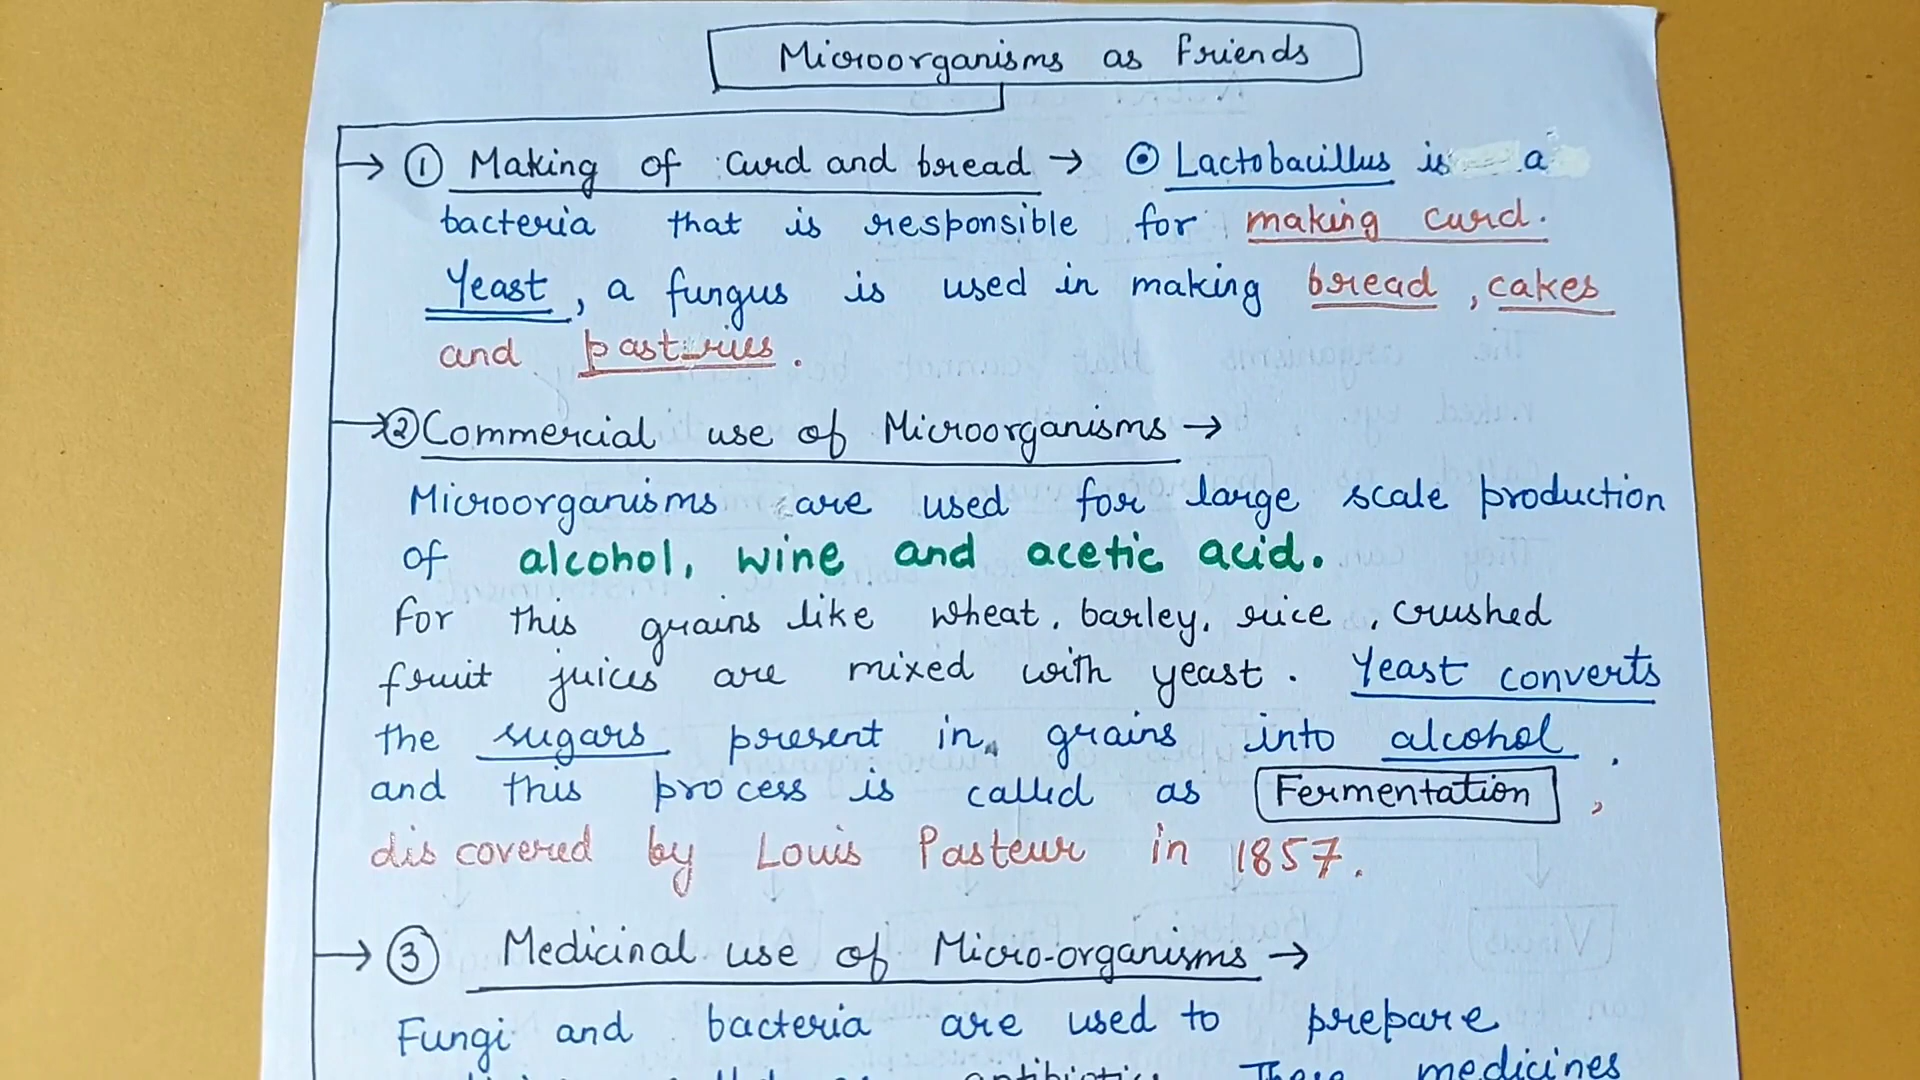 Microorganisms as Friends
① Making of curd and bread → ⊙ Lactobacillus is a
bacteria that is responsible for making curd.
Yeast, a fungus is used in making bread, cakes
and pastries.
② Commercial use of Microorganisms →
Microorganisms are used for large scale production
of alcohol, wine and acetic acid.
For this grains like wheat, barley, rice, crushed
fruit juices are mixed with yeast. Yeast converts
the sugars present in grains into alcohol.
and this process is called as Fermentation,
discovered by Louis Pasteur in 1857.
③ Medicinal use of Micro-organisms →
Fungi and bacteria are used to prepare
antibiotics. These medicines